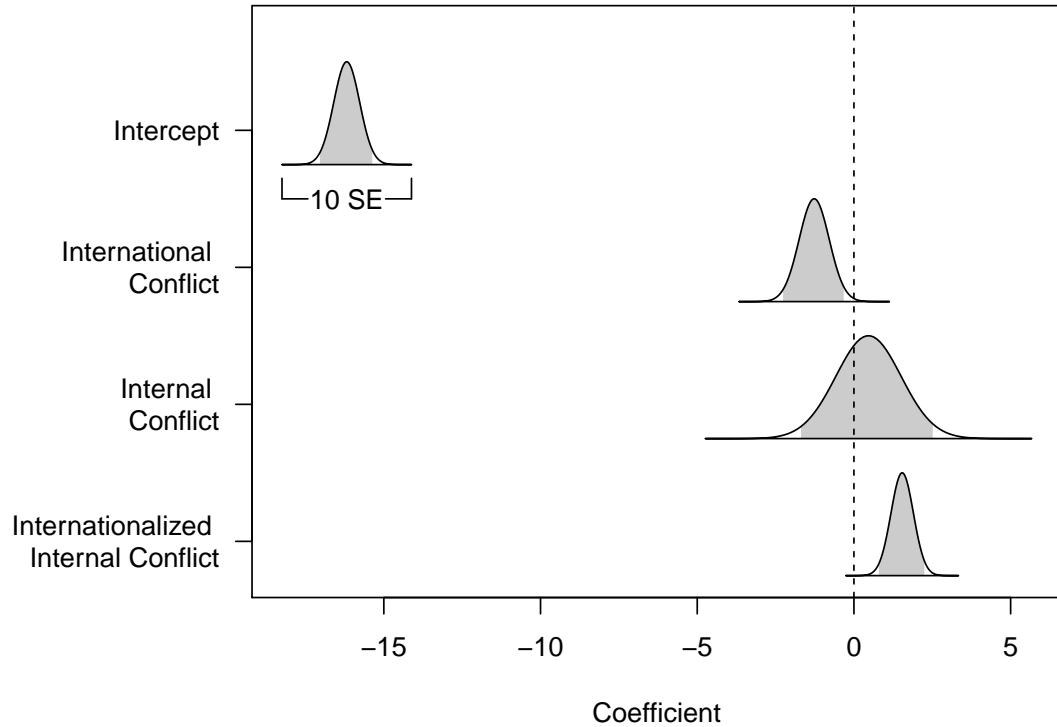 Intercept
10 SE
International
Conflict
Internal
Conflict
Internationalized
Internal Conflict
−15
−10
−5
0
5
Coefficient